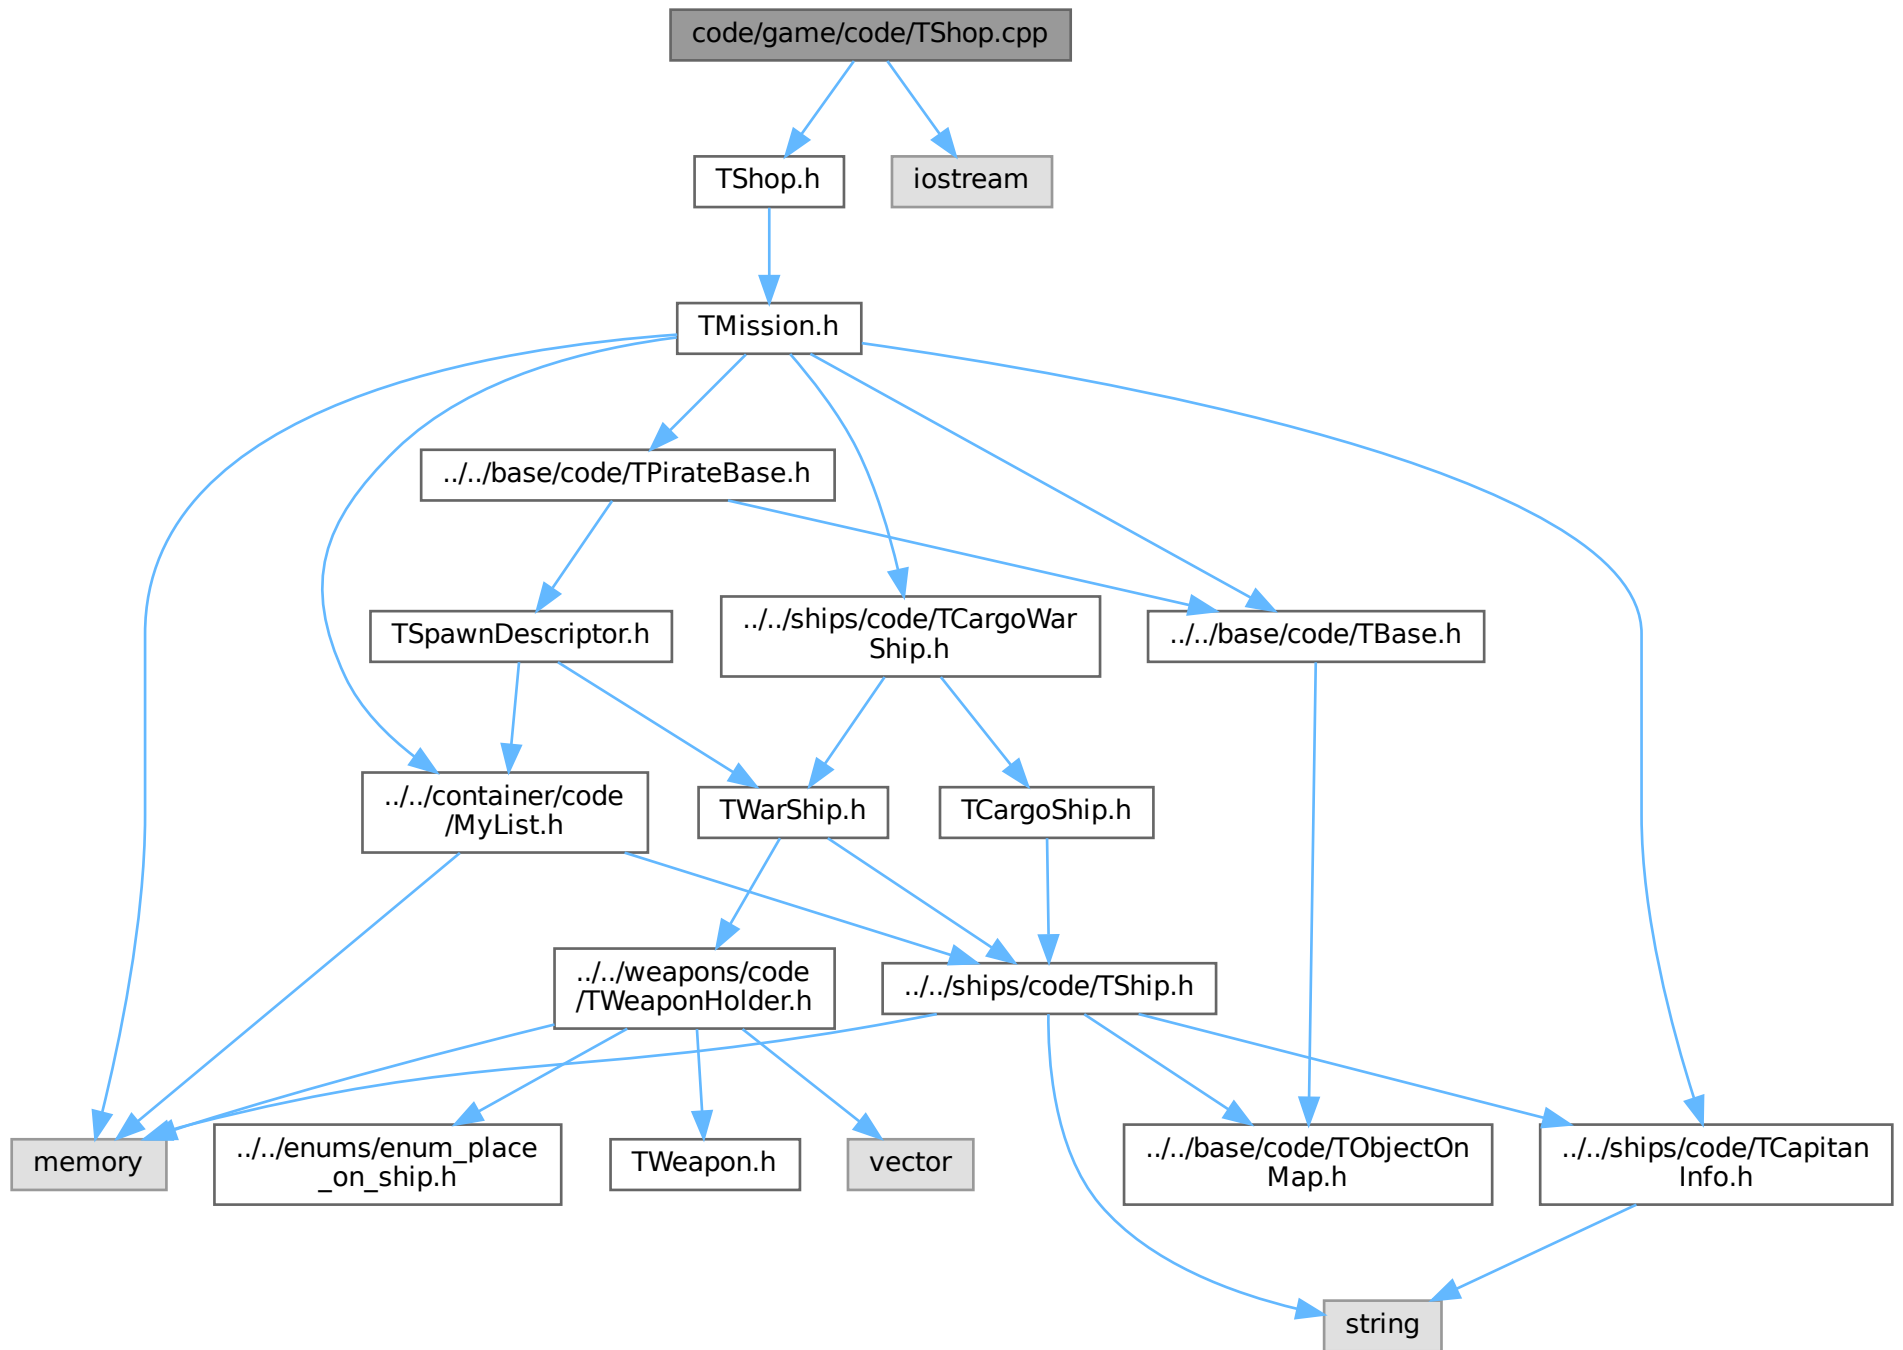 code/game/code/TShop.cpp
TShop.h
iostream
TMission.h
../../base/code/TPirateBase.h
TSpawnDescriptor.h
../../ships/code/TCargoWar
Ship.h
../../base/code/TBase.h
../../container/code
/MyList.h
TWarShip.h
TCargoShip.h
../../weapons/code
/TWeaponHolder.h
../../ships/code/TShip.h
memory
../../enums/enum_place
_on_ship.h
TWeapon.h
vector
../../base/code/TObjectOn
Map.h
../../ships/code/TCapitan
Info.h
string